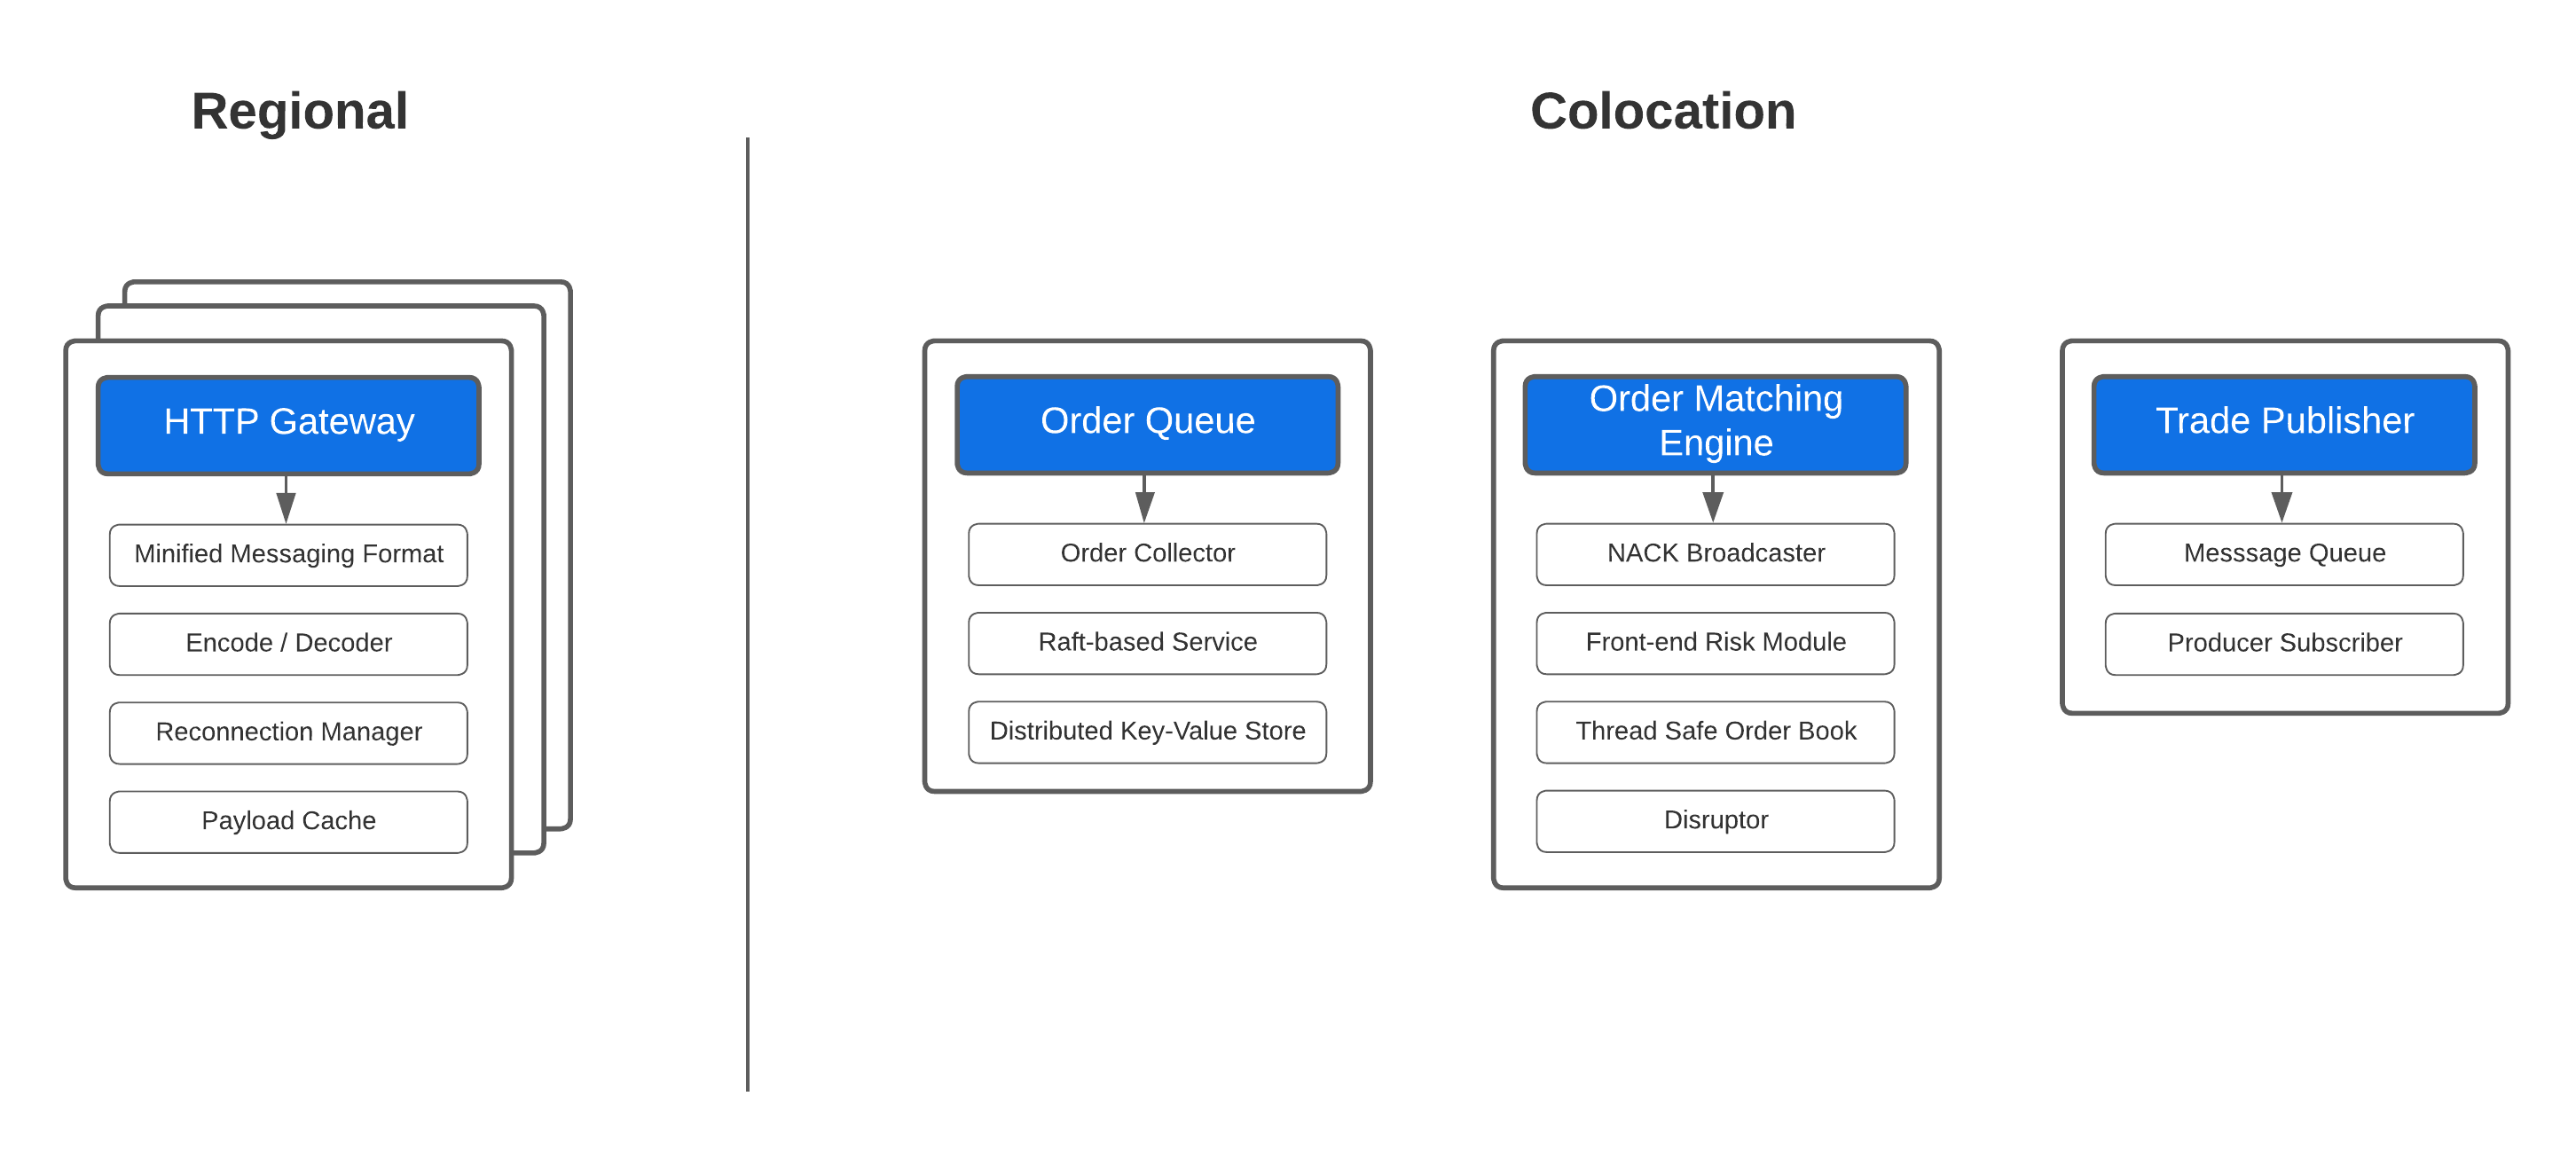 Regional
Colocation
HTTP Gateway
Minified Messaging Format
Encode / Decoder
Reconnection Manager
Payload Cache
Order Queue
Order Collector
Raft-based Service
Distributed Key-Value Store
Order Matching
Engine
NACK Broadcaster
Front-end Risk Module
Thread Safe Order Book
Disruptor
Trade Publisher
Messsage Queue
Producer Subscriber